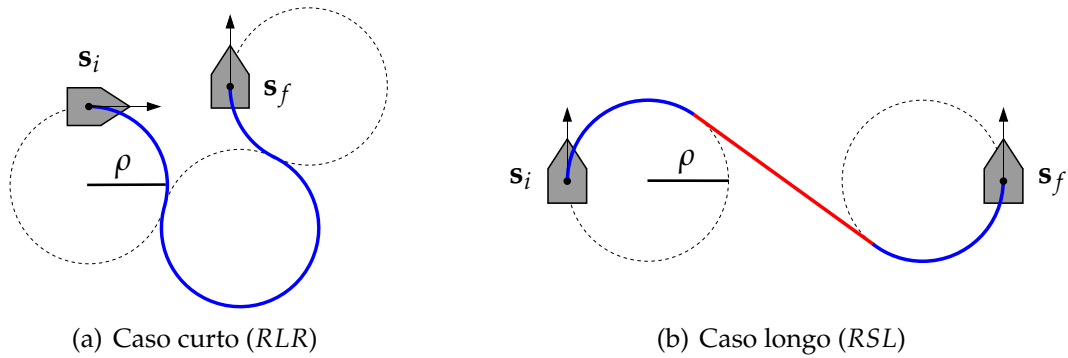 s_i
s_f
ρ
(a) Caso curto (RLR)
s_i
ρ
s_f
(b) Caso longo (RSL)